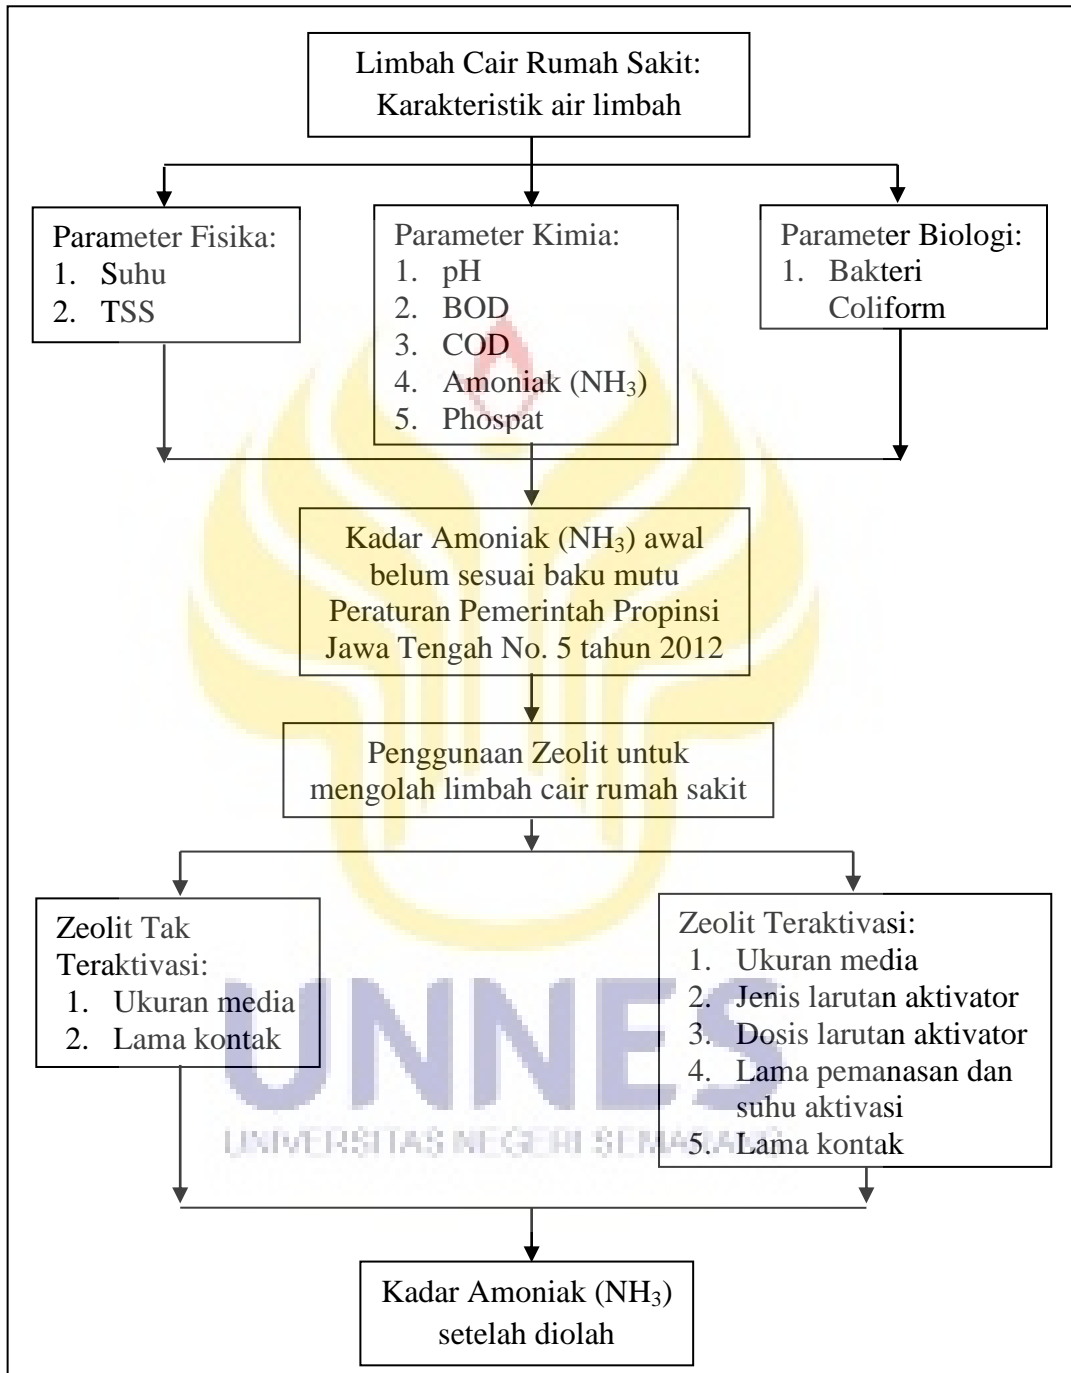 Limbah Cair Rumah Sakit:
Karakteristik air limbah
Parameter Fisika:
1. Suhu
2. TSS
Parameter Kimia:
1. pH
2. BOD
3. COD
4. Amoniak (NH₃)
5. Phospat
Parameter Biologi:
1. Bakteri
Coliform
Kadar Amoniak (NH₃) awal
belum sesuai baku mutu
Peraturan Pemerintah Propinsi
Jawa Tengah No. 5 tahun 2012
Penggunaan Zeolit untuk
mengolah limbah cair rumah sakit
Zeolit Tak
Teraktivasi:
1. Ukuran media
2. Lama kontak
Zeolit Teraktivasi:
1. Ukuran media
2. Jenis larutan aktivator
3. Dosis larutan aktivator
4. Lama pemanasan dan
suhu aktivasi
5. Lama kontak
UNNES
UNIVERSITAS NEGERI SEMARANG
Kadar Amoniak (NH₃)
setelah diolah